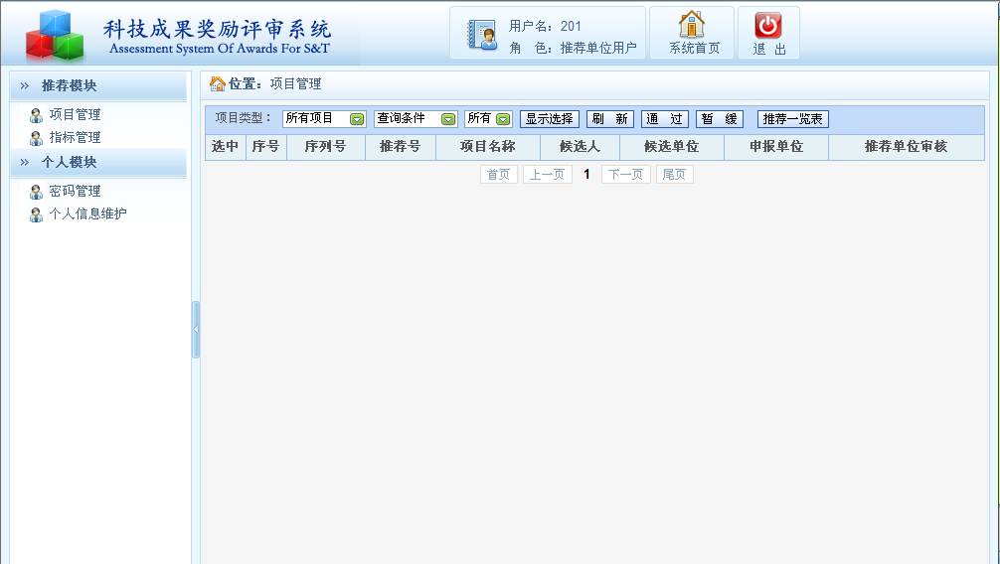 科技成果奖励评审系统
Assessment System Of Awards For S&T
用户名：201
角　色：推荐单位用户
系统首页
退　出
» 推荐模块
项目管理
指标管理
» 个人模块
密码管理
个人信息维护
位置：项目管理
项目类型： 所有项目 查询条件 所有 显示选择 刷　新 通　过 暂　缓 推荐一览表
选中 序号 序列号 推荐号 项目名称 候选人 候选单位 申报单位 推荐单位审核
首页 上一页 1 下一页 尾页